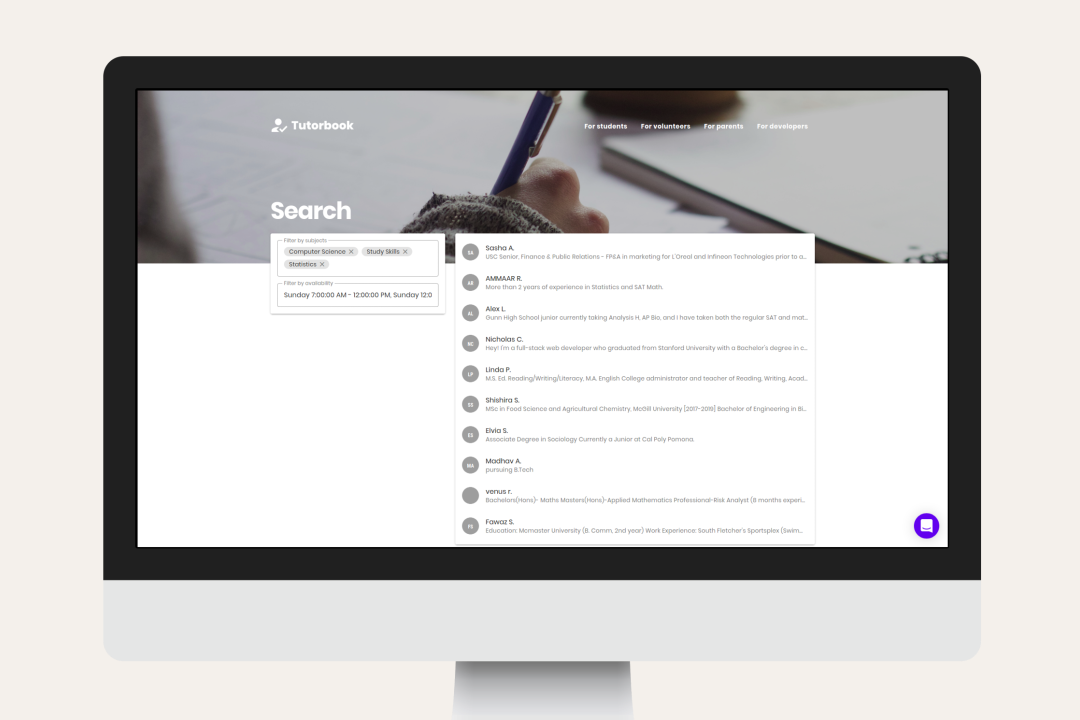 Tutorbook
For students For volunteers For parents For developers
Search
Filter by subjects
Computer Science × Study Skills ×
Statistics ×
Filter by availability
Sunday 7:00:00 AM - 12:00:00 PM, Sunday 12:0
SA
Sasha A.
USC Senior, Finance & Public Relations - FP&A in marketing for L'Oreal and Infineon Technologies prior to a...
AR
AMMAAR R.
More than 2 years of experience in Statistics and SAT Math.
AL
Alex L.
Gunn High School junior currently taking Analysis H, AP Bio, and I have taken both the regular SAT and mat...
NC
Nicholas C.
Hey! I'm a full-stack web developer who graduated from Stanford University with a Bachelor's degree in c...
LP
Linda P.
M.S. Ed. Reading/Writing/Literacy, M.A. English College administrator and teacher of Reading, Writing, Acad...
SS
Shishira S.
MSc in Food Science and Agricultural Chemistry, McGill University [2017-2019] Bachelor of Engineering in Bi...
ES
Elvia S.
Associate Degree in Sociology Currently a Junior at Cal Poly Pomona.
MA
Madhav A.
pursuing B.Tech
venus r.
Bachelors(Hons)- Maths Masters(Hons)-Applied Mathematics Professional-Risk Analyst (8 months experi...
FS
Fawaz S.
Education: Mcmaster University (B. Comm, 2nd year) Work Experience: South Fletcher's Sportsplex (Swim...